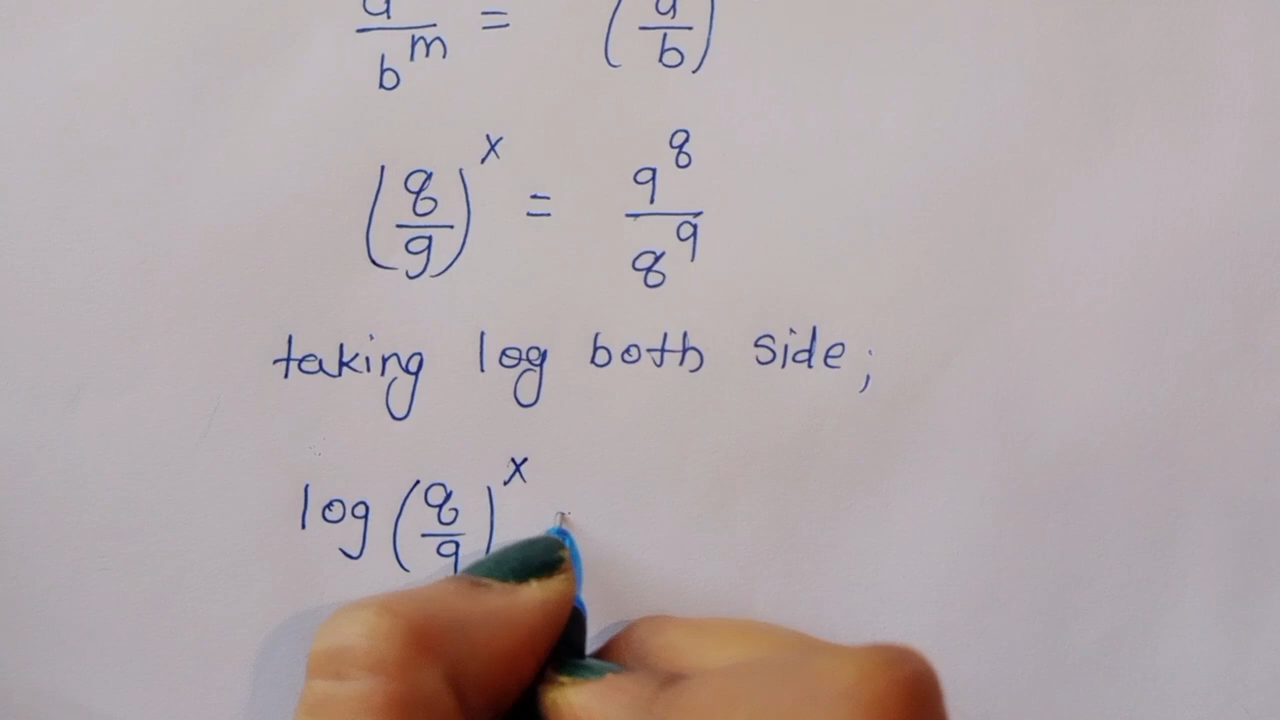 a/b^m = (a/b)
(8/9)^x = 9^8/8^9
taking log both side;
log (8/9)^x